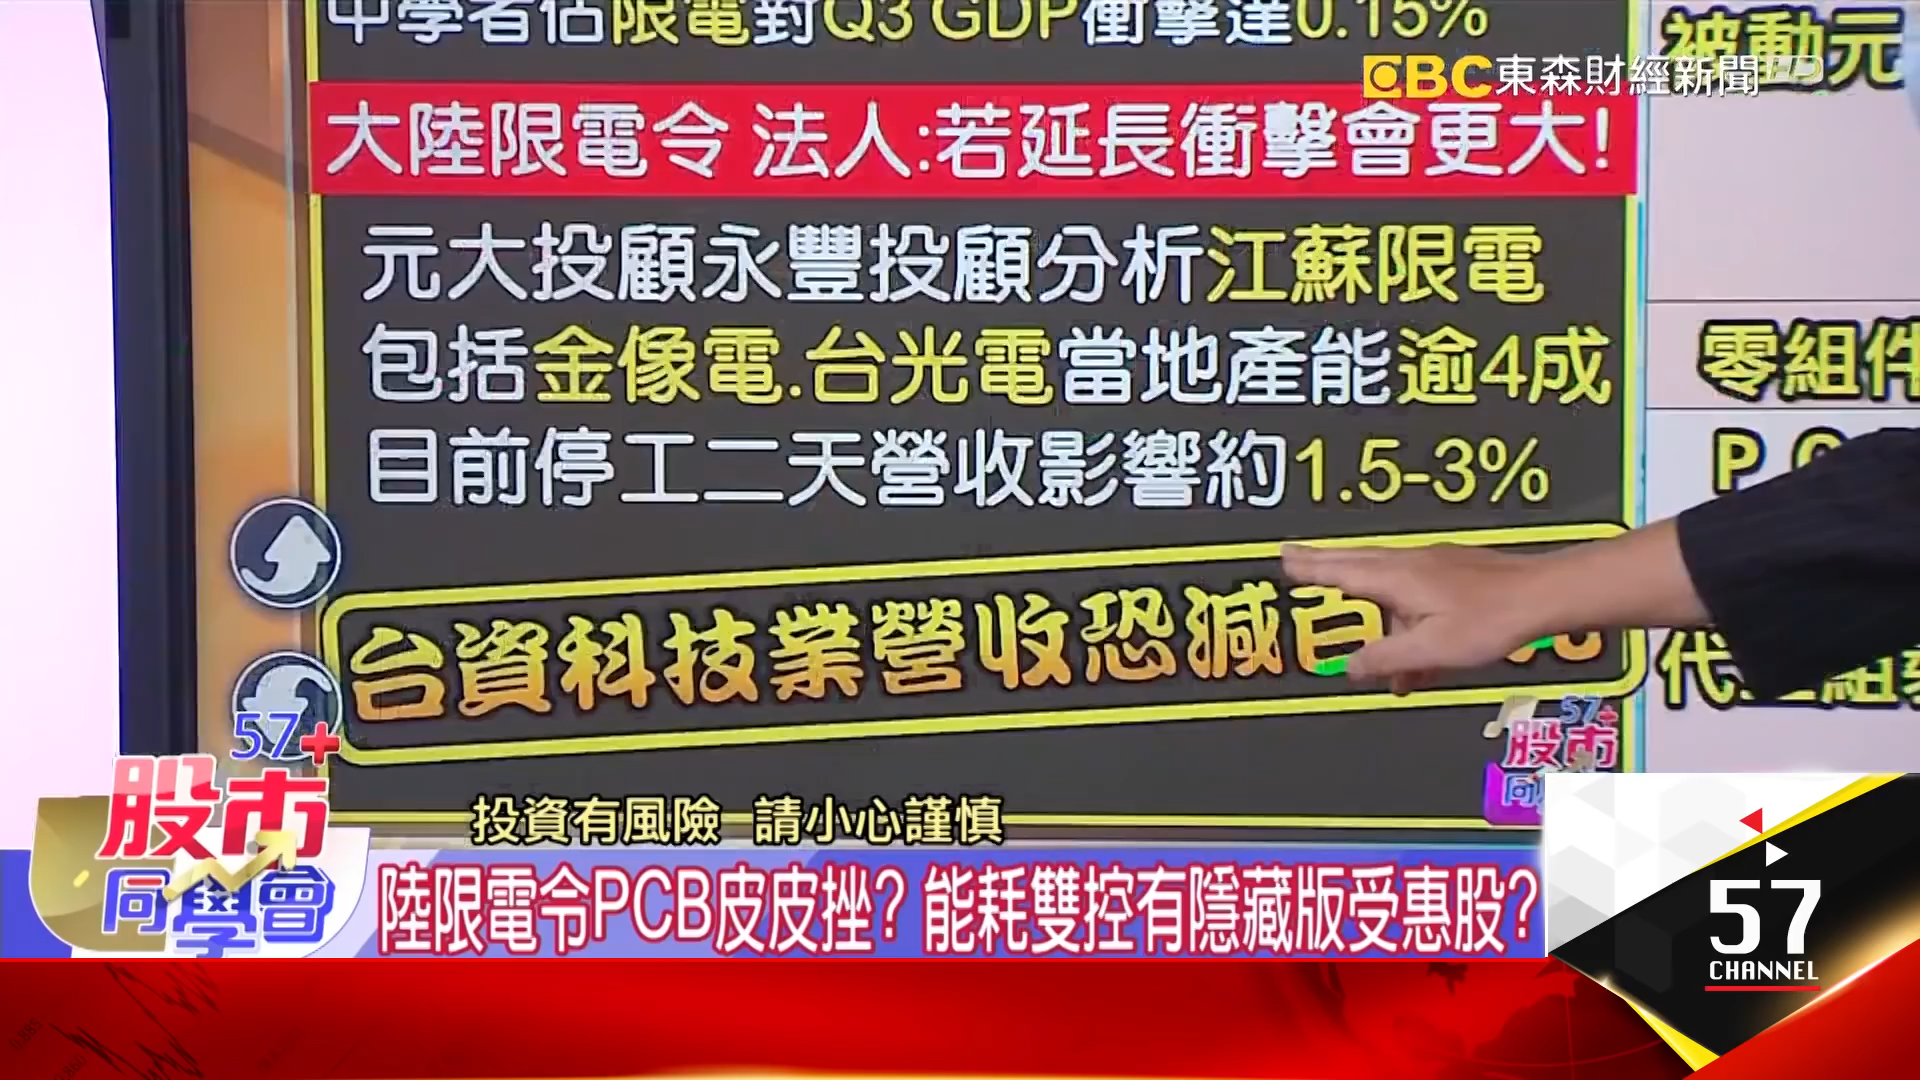 中學者估限電對Q3 GDP衝擊達0.15%
EBC東森財經新聞
被動元
大陸限電令 法人:若延長衝擊會更大!
元大投顧永豐投顧分析江蘇限電
包括金像電.台光電當地產能逾4成
目前停工二天營收影響約1.5-3%
零組件
P
台資科技業營收恐減百
代
57+
股市
同學會
57+
股市
投資有風險 請小心謹慎
陸限電令PCB皮皮挫? 能耗雙控有隱藏版受惠股?
57
CHANNEL